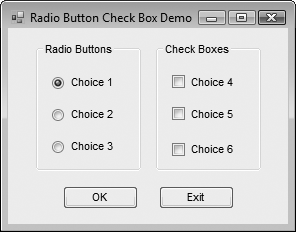 Radio Button Check Box Demo
Radio Buttons Check Boxes
Choice 1 Choice 4
Choice 2 Choice 5
Choice 3 Choice 6
OK Exit